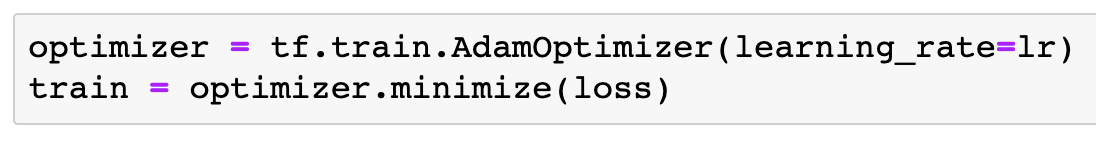 optimizer = tf.train.AdamOptimizer(learning_rate=lr)
train = optimizer.minimize(loss)